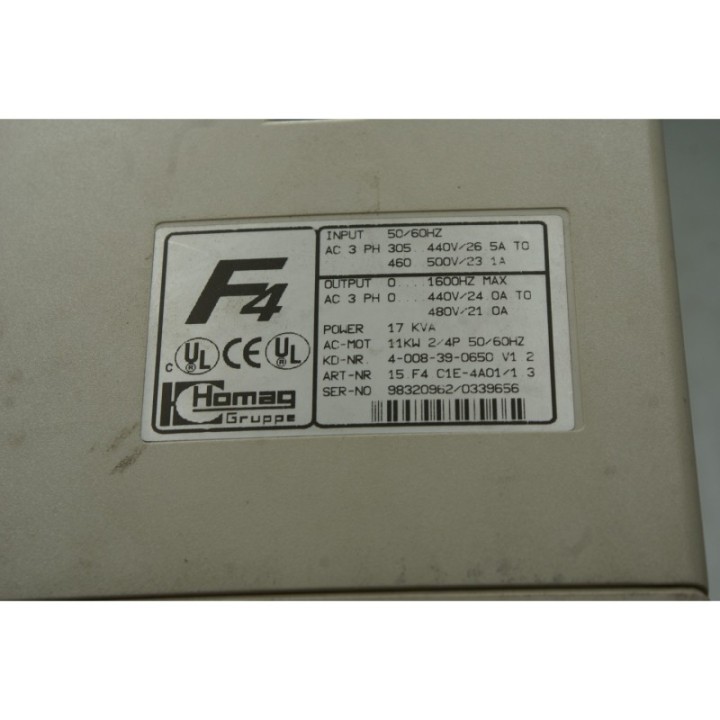 F4
c UL CE UL
Homag
Gruppe
INPUT 50/60HZ
AC 3 PH 305..440V/26.5A TO
460 500V/23.1A
OUTPUT 0....1600HZ MAX
AC 3 PH 0....440V/24.0A TO
480V/21.0A
POWER 17 KVA
AC-MOT 11KW 2/4P 50/60HZ
KD-NR. 4-008-39-0650 V1 2
ART-NR 15 F4 C1E-4A01/1 3
SER-NO 98320962/0339656